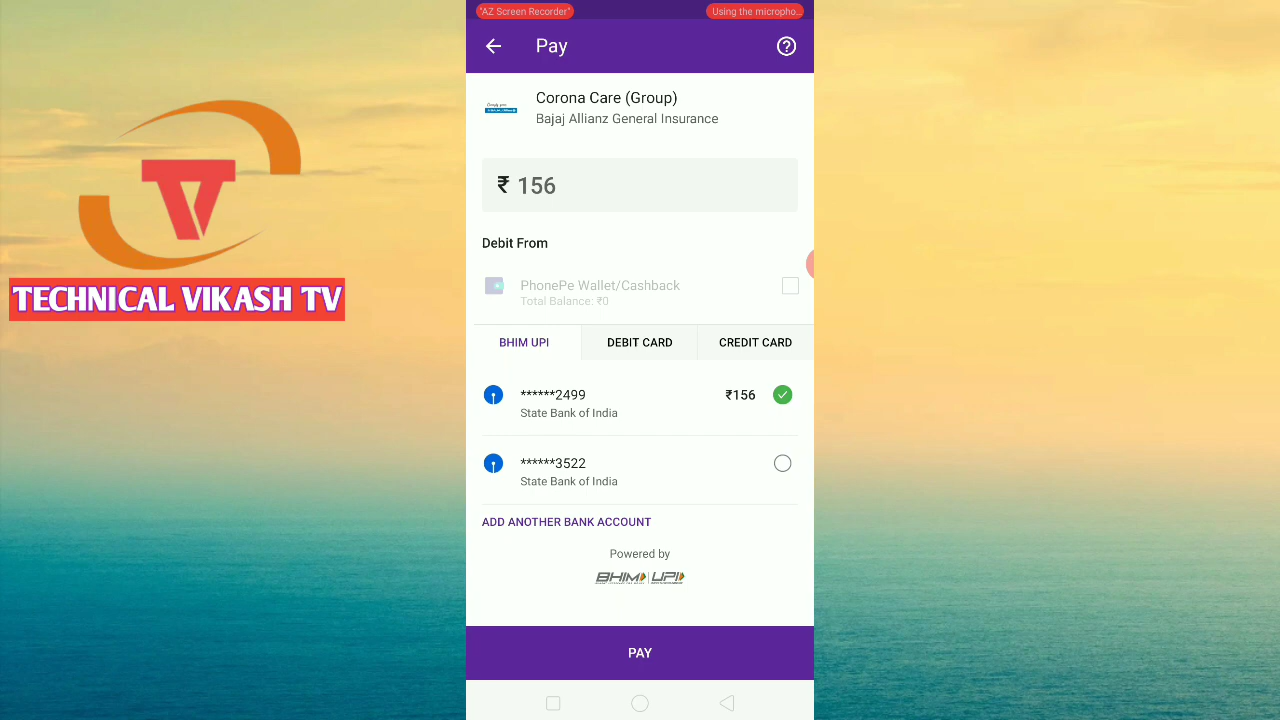 "AZ Screen Recorder"
Using the micropho...
Pay
Corona Care (Group)
Bajaj Allianz General Insurance
₹ 156
Debit From
PhonePe Wallet/Cashback
Total Balance: ₹0
BHIM UPI
DEBIT CARD
CREDIT CARD
******2499
₹156
State Bank of India
******3522
State Bank of India
ADD ANOTHER BANK ACCOUNT
Powered by
BHIM UPI
PAY
TECHNICAL VIKASH TV